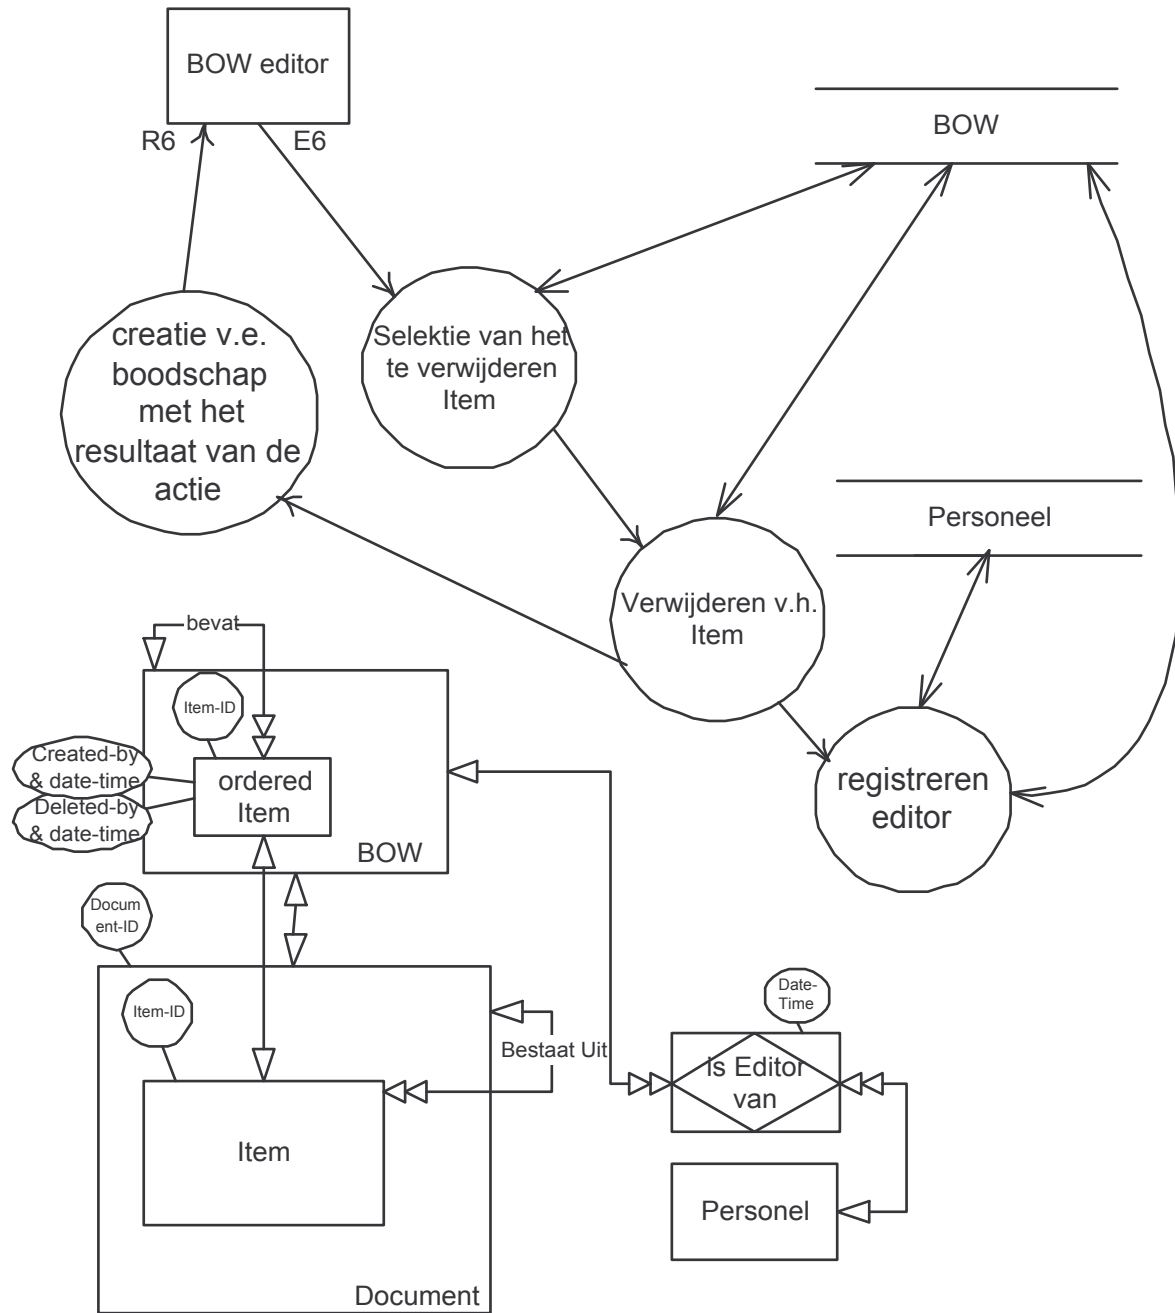 BOW editor
R6
E6
BOW
creatie v.e.
boodschap
met het
resultaat van de
actie
Selektie van het
te verwijderen
Item
Personeel
Verwijderen v.h.
Item
registreren
editor
bevat
Item-ID
Created-by
& date-time
Deleted-by
& date-time
ordered
Item
BOW
Docum
ent-ID
Item-ID
Bestaat Uit
Item
Document
Date-
Time
is Editor
van
Personel